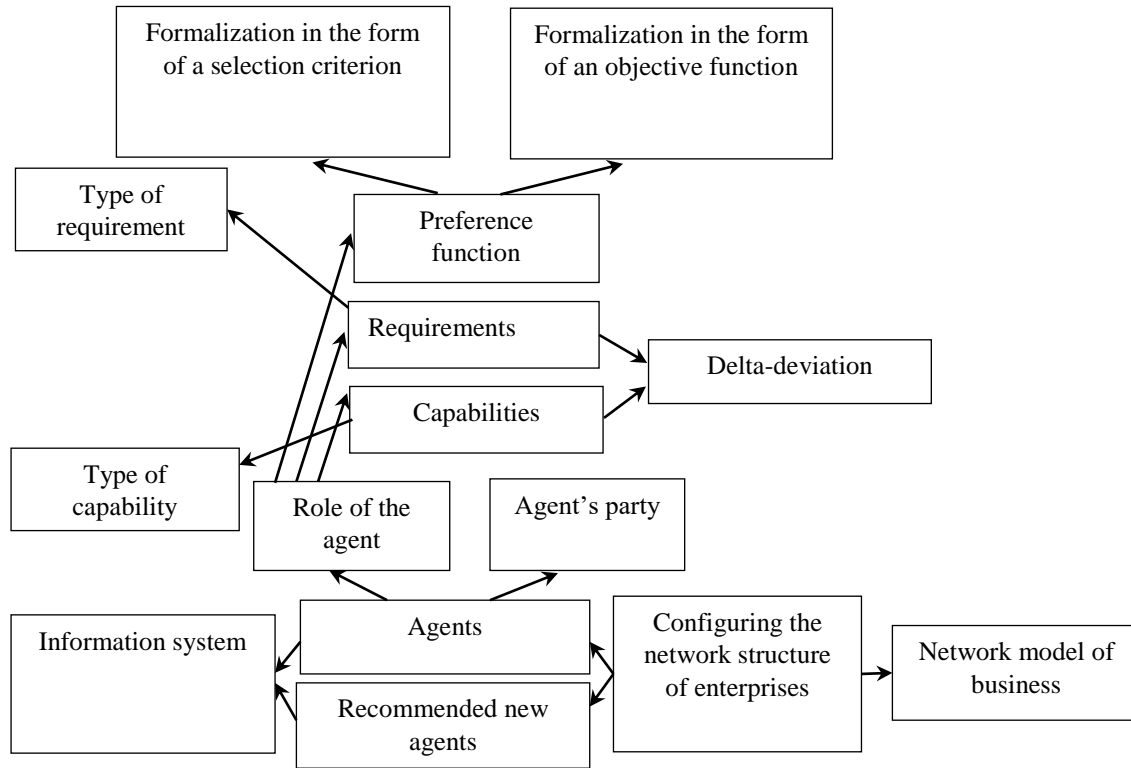 Formalization in the form
of a selection criterion
Formalization in the form
of an objective function
Type of
requirement
Preference
function
Requirements
Delta-deviation
Capabilities
Type of
capability
Role of the
agent
Agent’s party
Information system
Agents
Configuring the
network structure
of enterprises
Network model of
business
Recommended new
agents